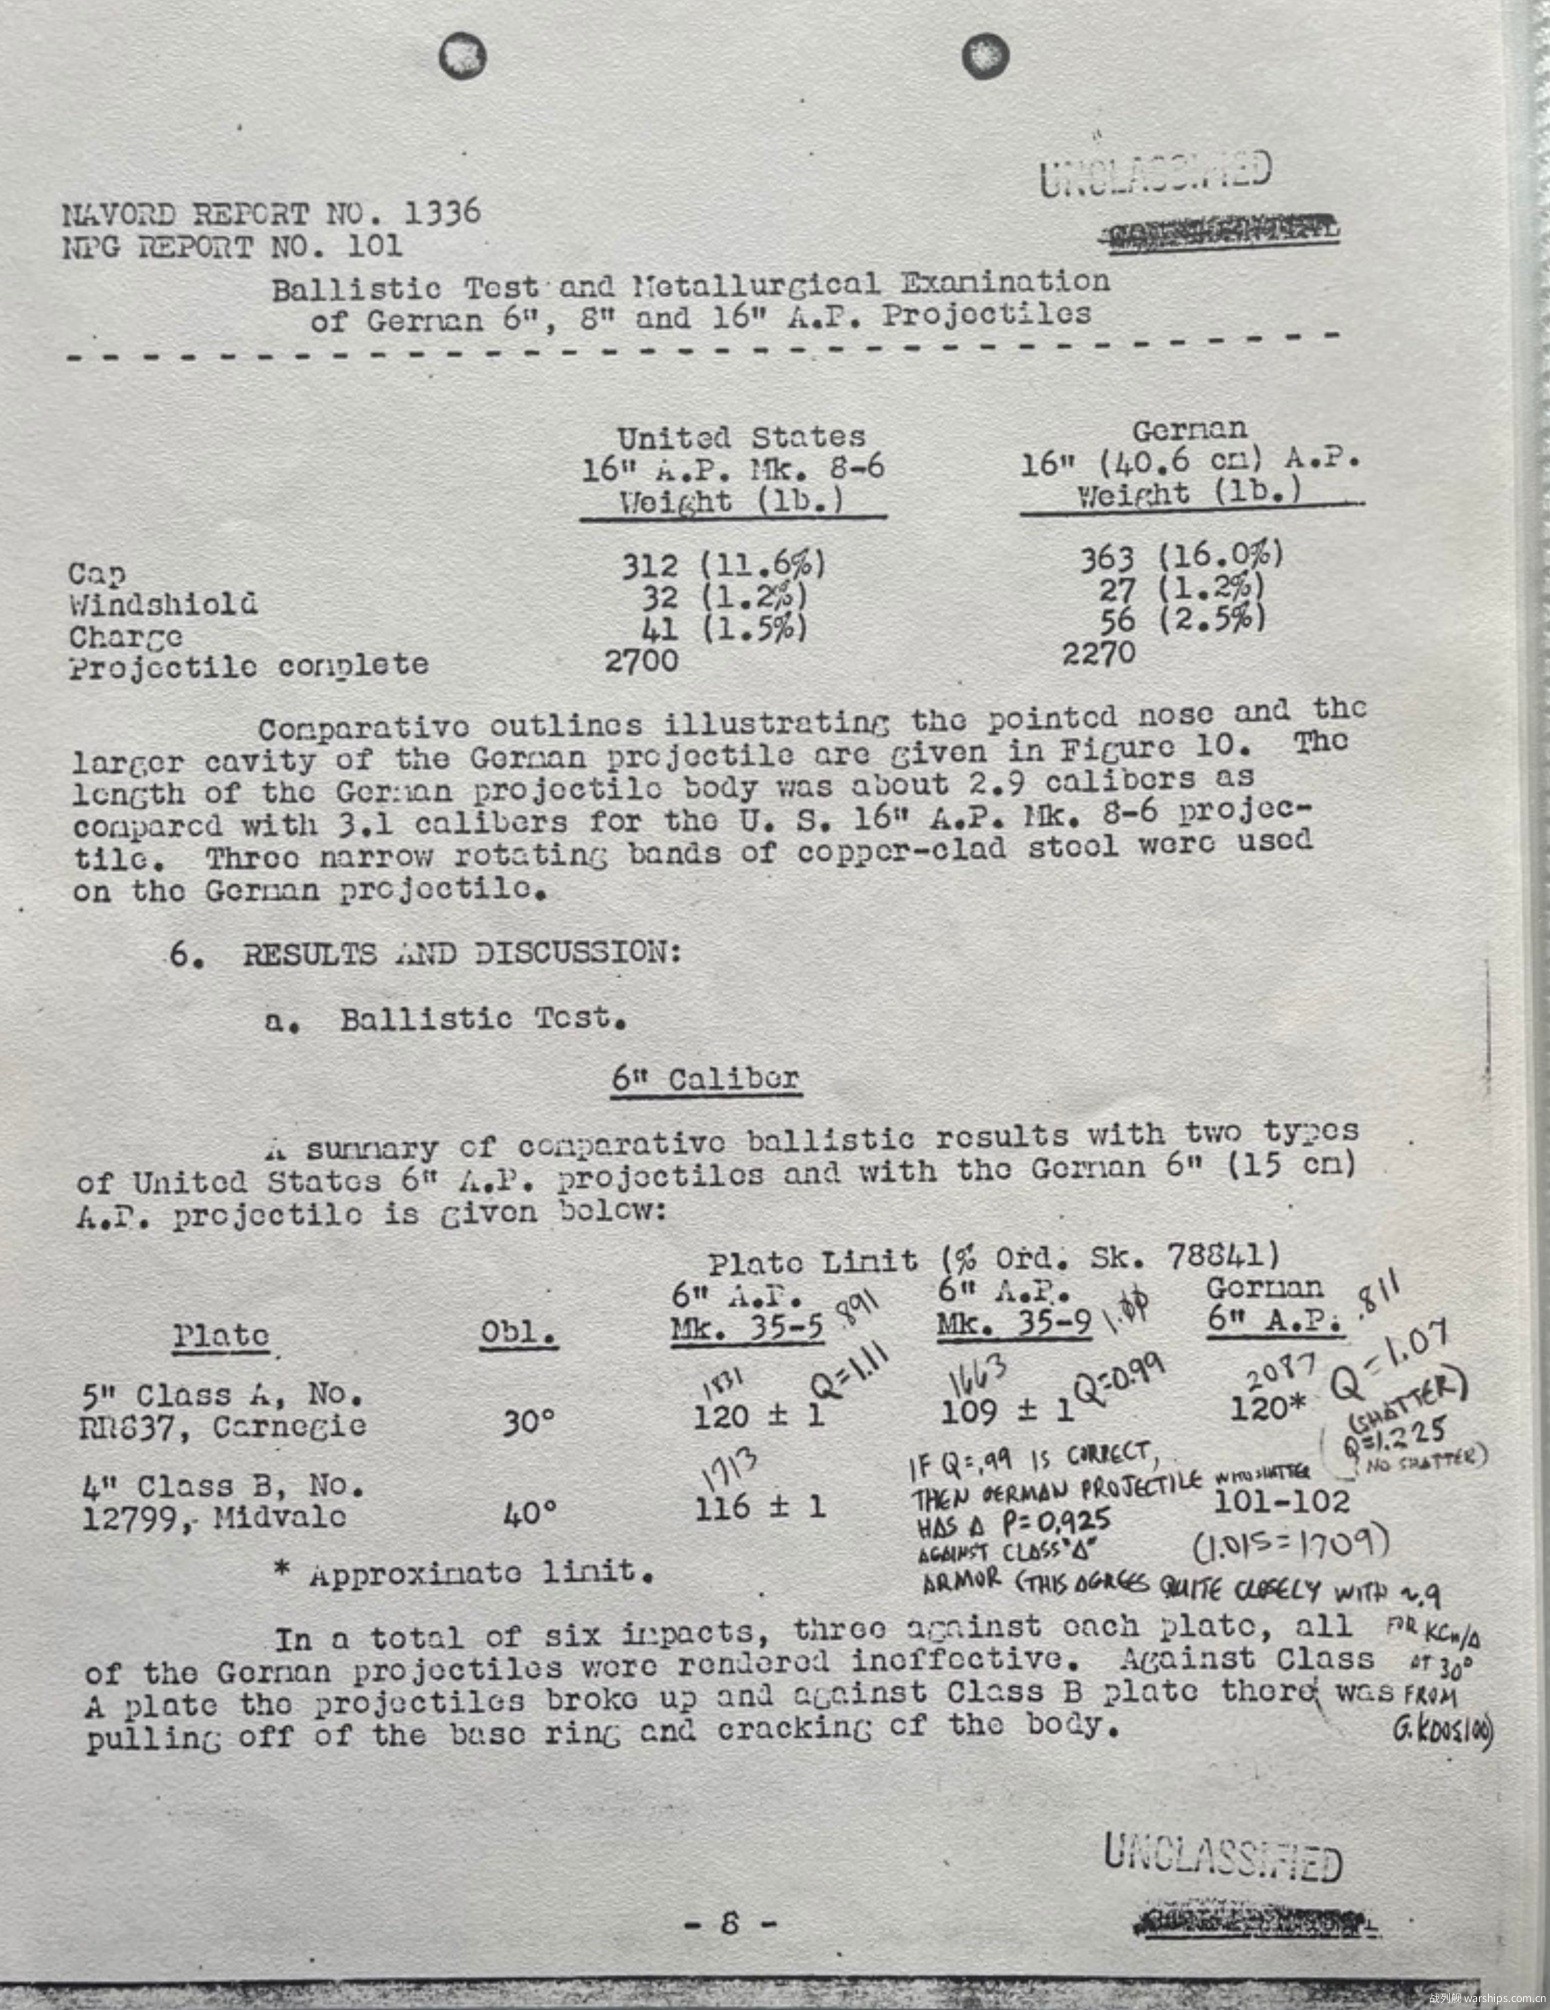 UNCLASSIFIED
NAVORD REPORT NO. 1336
NPG REPORT NO. 101
Ballistic Test and Metallurgical Examination
of German 6", 8" and 16" A.P. Projectiles
United States
16" A.P. Mk. 8-6
Weight (lb.)
German
16" (40.6 cm) A.P.
Weight (lb.)
Cap 312 (11.6%) 363 (16.0%)
Windshield 32 (1.2%) 27 (1.2%)
Charge 41 (1.5%) 56 (2.5%)
Projectile complete 2700 2270
Comparative outlines illustrating the pointed nose and the
larger cavity of the German projectile are given in Figure 10. The
length of the German projectile body was about 2.9 calibers as
compared with 3.1 calibers for the U. S. 16" A.P. Mk. 8-6 projec-
tile. Three narrow rotating bands of copper-clad steel were used
on the German projectile.
6. RESULTS AND DISCUSSION:
a. Ballistic Test.
6" Caliber
A summary of comparative ballistic results with two types
of United States 6" A.P. projectiles and with the German 6" (15 cm)
A.P. projectile is given below:
Plate Limit (% Ord. Sk. 78841)
6" A.P. 6" A.P. German
Plate Obl. Mk. 35-5 .891 Mk. 35-9 6" A.P. .811
1831 Q=1.11 1663 Q=0.99 2087 Q=1.07
(SHATTER)
5" Class A, No.
RR837, Carnegie 30° 120 ± 1 109 ± 1 120*
Q=1.225
(NO SHATTER)
1713
4" Class B, No.
12799, Midvale 40° 116 ± 1 101-102
IF Q=.99 IS CORRECT,
THEN GERMAN PROJECTILE
HAS A P=0.925
AGAINST CLASS "A"
ARMOR (THIS AGREES QUITE CLOSELY WITH ~.9
FOR KCn/A
AT 30°
FROM
(1.015=1709)
* Approximate limit.
In a total of six impacts, three against each plate, all
of the German projectiles were rendered ineffective. Against Class
A plate the projectiles broke up and against Class B plate there was
pulling off of the base ring and cracking of the body.
UNCLASSIFIED
- 8 -
战列舰 warships.com.cn